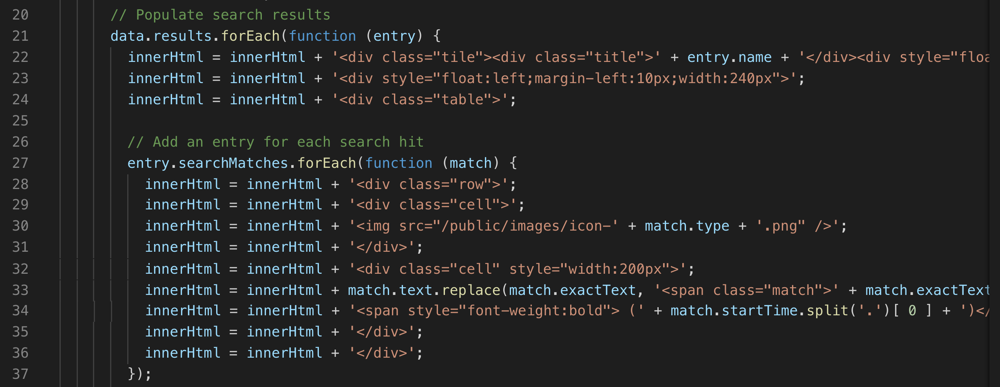 20 // Populate search results
21 data.results.forEach(function (entry) {
22 innerHtml = innerHtml + '<div class="tile"><div class="title">' + entry.name + '</div><div style="floa
23 innerHtml = innerHtml + '<div style="float:left;margin-left:10px;width:240px">';
24 innerHtml = innerHtml + '<div class="table">';
25
26 // Add an entry for each search hit
27 entry.searchMatches.forEach(function (match) {
28 innerHtml = innerHtml + '<div class="row">';
29 innerHtml = innerHtml + '<div class="cell">';
30 innerHtml = innerHtml + '<img src="/public/images/icon-' + match.type + '.png" />';
31 innerHtml = innerHtml + '</div>';
32 innerHtml = innerHtml + '<div class="cell" style="width:200px">';
33 innerHtml = innerHtml + match.text.replace(match.exactText, '<span class="match">' + match.exactText
34 innerHtml = innerHtml + '<span style="font-weight:bold"> (' + match.startTime.split('.')[ 0 ] + ')</
35 innerHtml = innerHtml + '</div>';
36 innerHtml = innerHtml + '</div>';
37 });